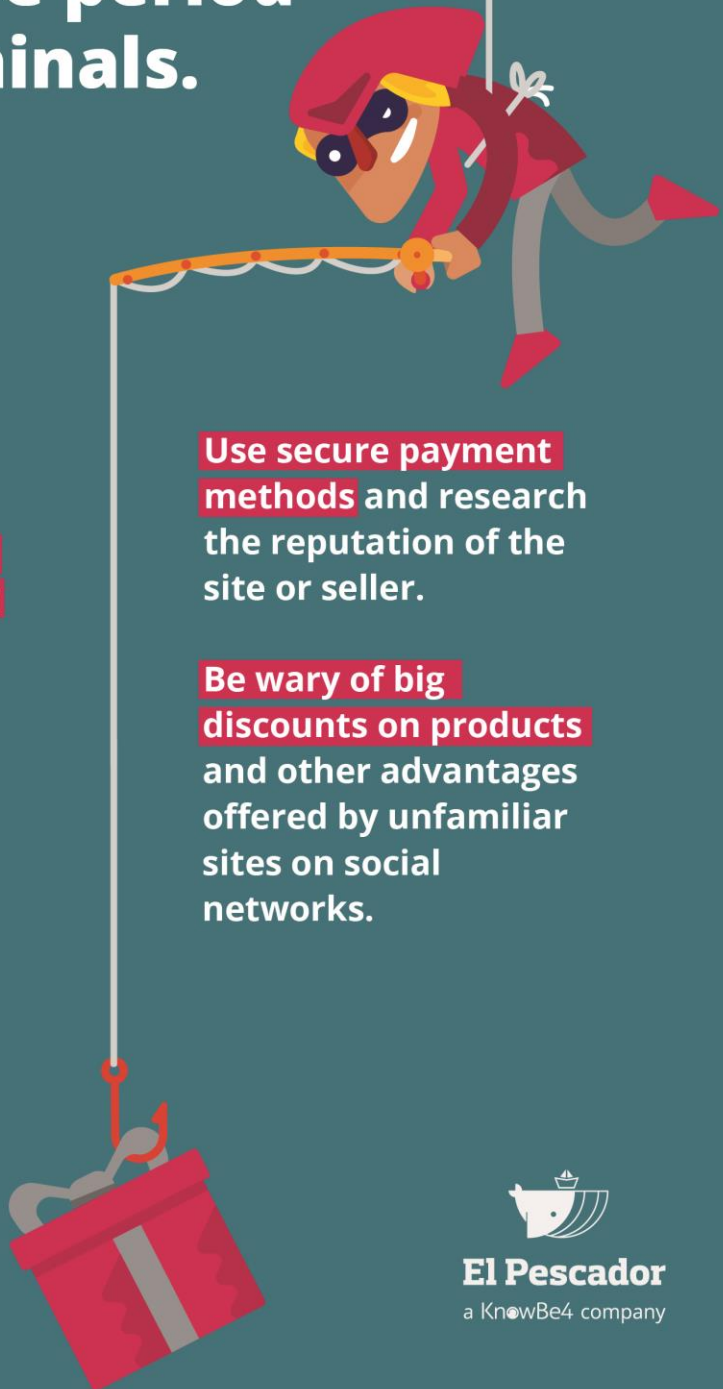 period
inals.
Use secure payment
methods and research
the reputation of the
site or seller.
Be wary of big
discounts on products
and other advantages
offered by unfamiliar
sites on social
networks.
El Pescador
a KnowBe4 company